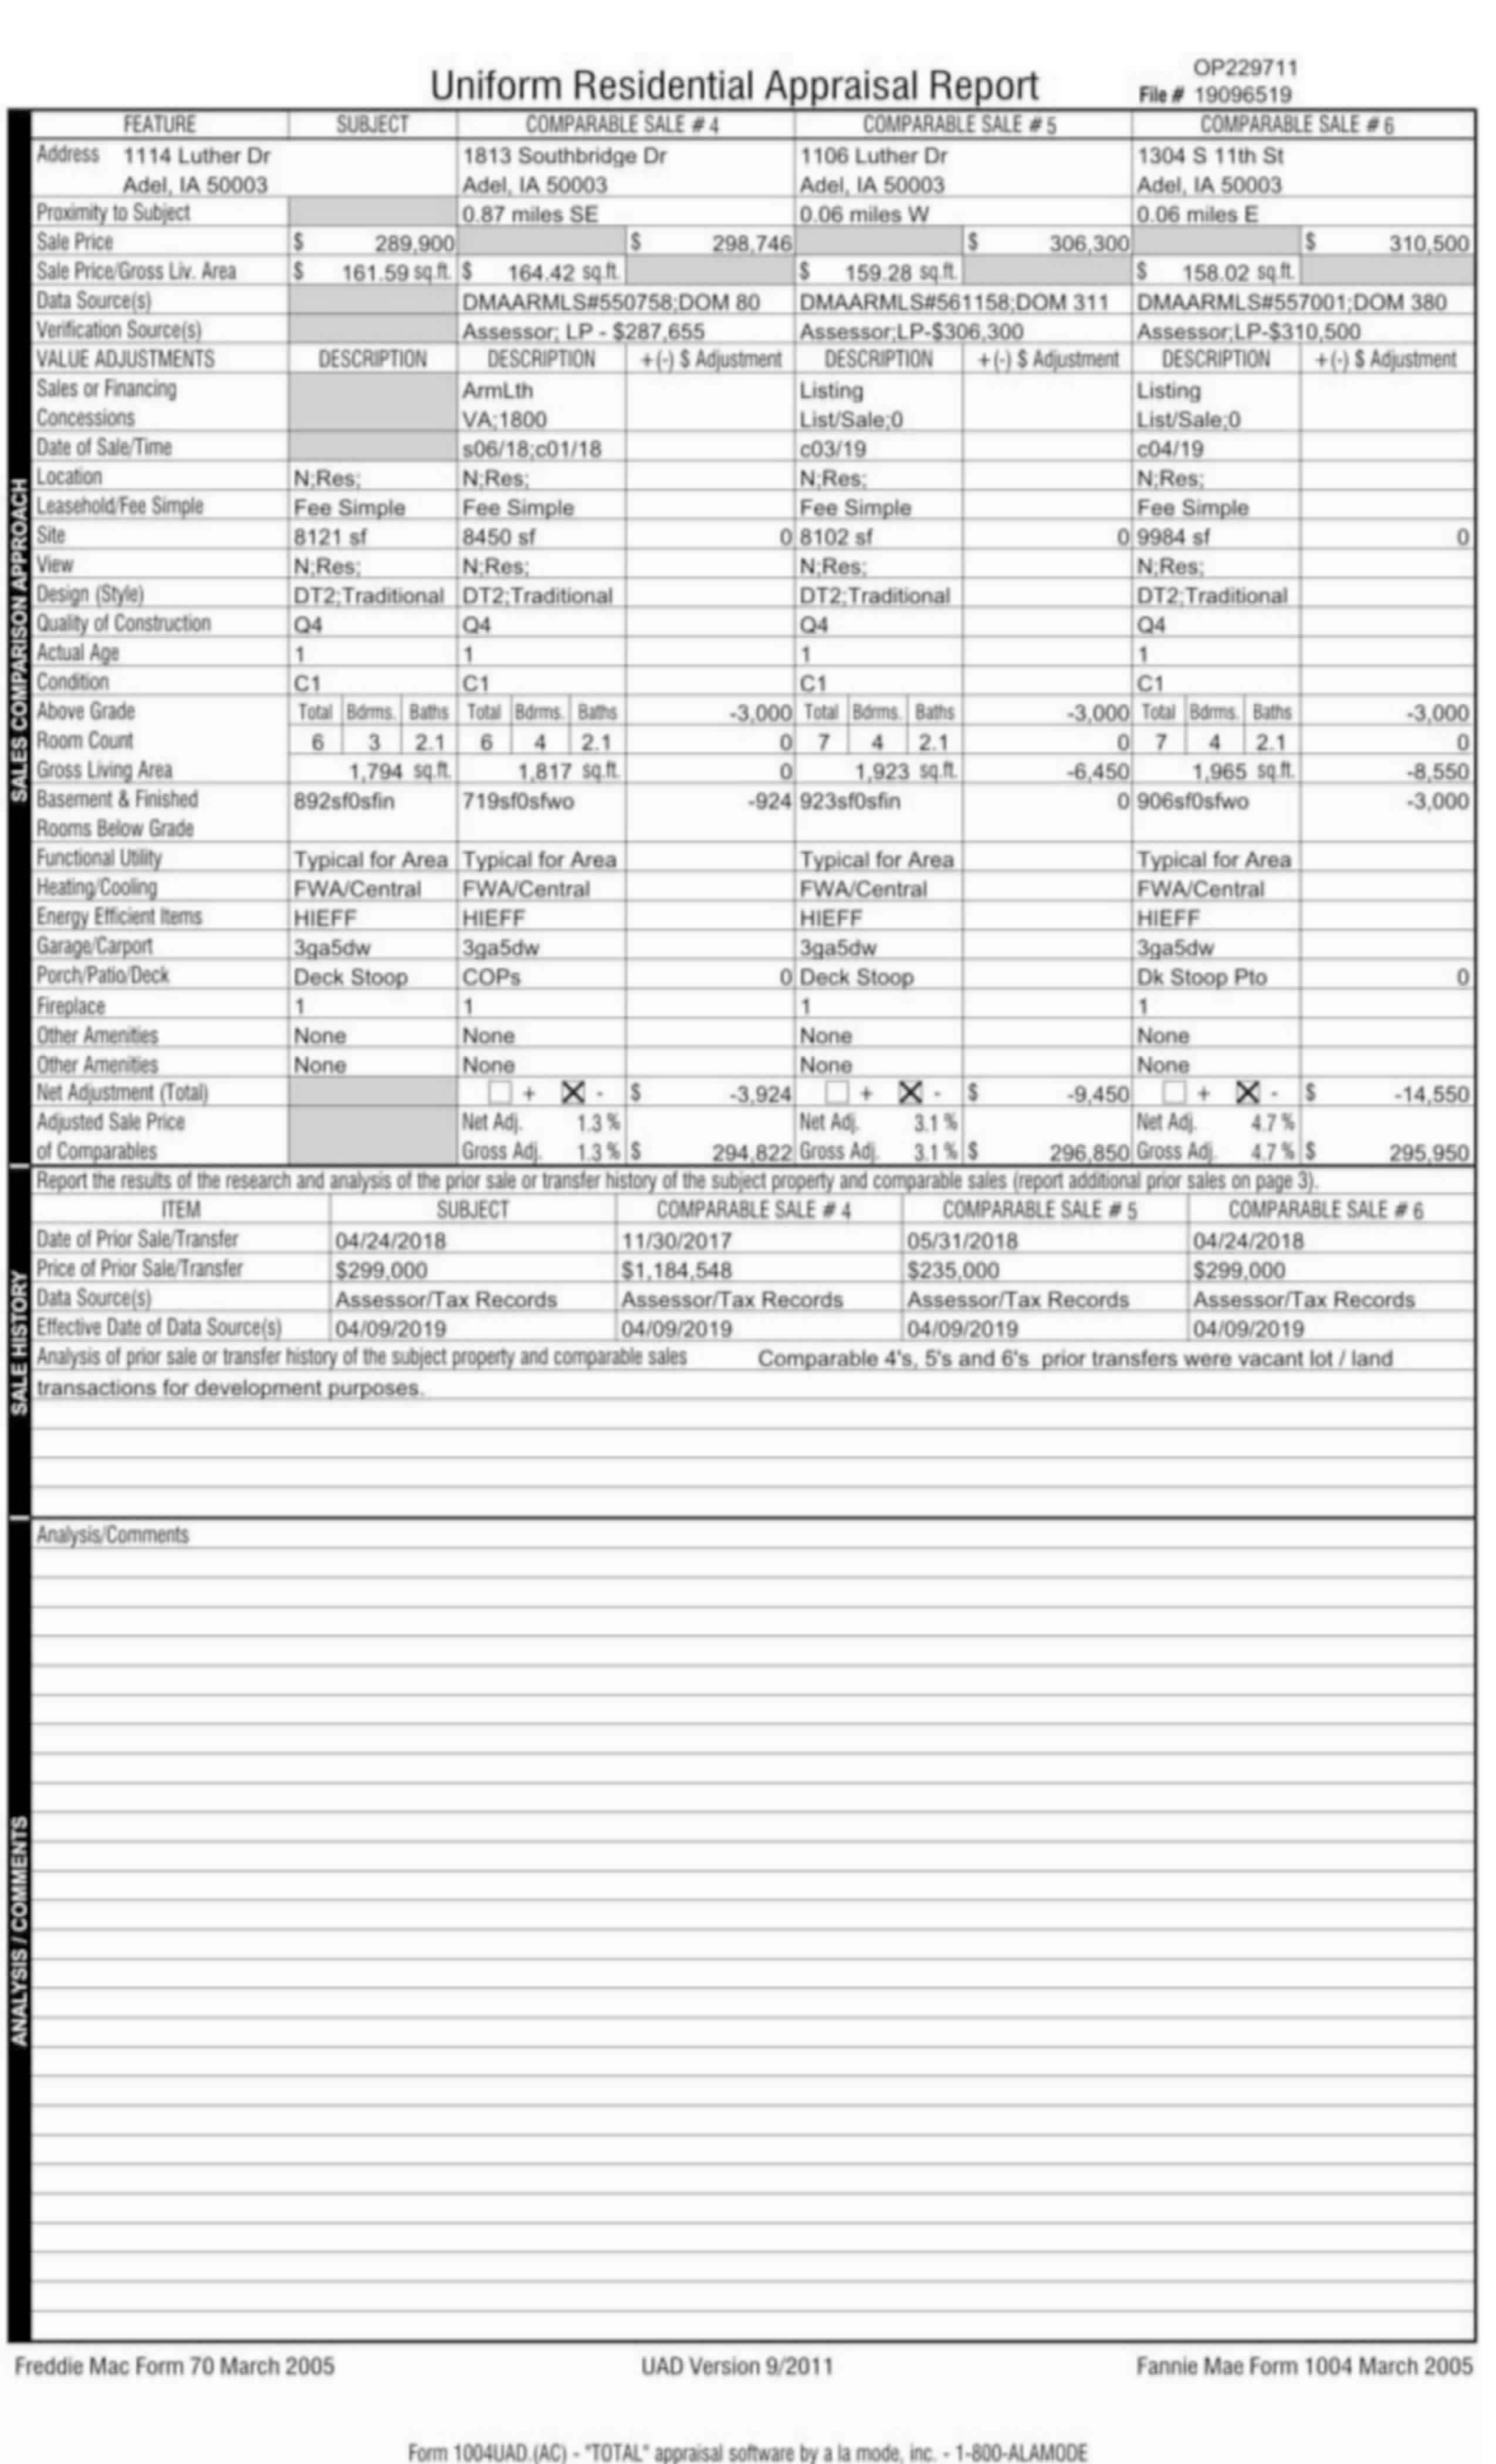 OP229711
Uniform Residential Appraisal Report File # 19096519
FEATURE SUBJECT COMPARABLE SALE # 4 COMPARABLE SALE # 5 COMPARABLE SALE # 6
Address 1114 Luther Dr 1813 Southbridge Dr 1106 Luther Dr 1304 S 11th St
Adel, IA 50003 Adel, IA 50003 Adel, IA 50003 Adel, IA 50003
Proximity to Subject 0.87 miles SE 0.06 miles W 0.06 miles E
Sale Price $ 289,900 $ 298,746 $ 306,300 $ 310,500
Sale Price/Gross Liv. Area $ 161.59 sq.ft. $ 164.42 sq.ft. $ 159.28 sq.ft. $ 158.02 sq.ft.
Data Source(s) DMAARMLS#550758;DOM 80 DMAARMLS#561158;DOM 311 DMAARMLS#557001;DOM 380
Verification Source(s) Assessor; LP - $287,655 Assessor;LP-$306,300 Assessor;LP-$310,500
VALUE ADJUSTMENTS DESCRIPTION DESCRIPTION +(-) $ Adjustment DESCRIPTION +(-) $ Adjustment DESCRIPTION +(-) $ Adjustment
Sales or Financing ArmLth Listing Listing
Concessions VA;1800 List/Sale;0 List/Sale;0
Date of Sale/Time s06/18;c01/18 c03/19 c04/19
Location N;Res; N;Res; N;Res; N;Res;
Leasehold/Fee Simple Fee Simple Fee Simple Fee Simple Fee Simple
Site 8121 sf 8450 sf 0 8102 sf 0 9984 sf 0
View N;Res; N;Res; N;Res; N;Res;
Design (Style) DT2;Traditional DT2;Traditional DT2;Traditional DT2;Traditional
Quality of Construction Q4 Q4 Q4 Q4
Actual Age 1 1 1 1
Condition C1 C1 C1 C1
Above Grade Total Bdrms. Baths Total Bdrms. Baths -3,000 Total Bdrms. Baths -3,000 Total Bdrms. Baths -3,000
Room Count 6 3 2.1 6 4 2.1 0 7 4 2.1 0 7 4 2.1 0
Gross Living Area 1,794 sq.ft. 1,817 sq.ft. 0 1,923 sq.ft. -6,450 1,965 sq.ft. -8,550
Basement & Finished 892sf0sfin 719sf0sfwo -924 923sf0sfin 0 906sf0sfwo -3,000
Rooms Below Grade
Functional Utility Typical for Area Typical for Area Typical for Area Typical for Area
Heating/Cooling FWA/Central FWA/Central FWA/Central FWA/Central
Energy Efficient Items HIEFF HIEFF HIEFF HIEFF
Garage/Carport 3ga5dw 3ga5dw 3ga5dw 3ga5dw
Porch/Patio/Deck Deck Stoop COPs 0 Deck Stoop Dk Stoop Pto 0
Fireplace 1 1 1 1
Other Amenities None None None None
Other Amenities None None None None
Net Adjustment (Total) + - $ -3,924 + - $ -9,450 + - $ -14,550
Adjusted Sale Price Net Adj. 1.3 % Net Adj. 3.1 % Net Adj. 4.7 %
of Comparables Gross Adj. 1.3 % $ 294,822 Gross Adj. 3.1 % $ 296,850 Gross Adj. 4.7 % $ 295,950
SALES COMPARISON APPROACH
Report the results of the research and analysis of the prior sale or transfer history of the subject property and comparable sales (report additional prior sales on page 3).
ITEM SUBJECT COMPARABLE SALE # 4 COMPARABLE SALE # 5 COMPARABLE SALE # 6
Date of Prior Sale/Transfer 04/24/2018 11/30/2017 05/31/2018 04/24/2018
Price of Prior Sale/Transfer $299,000 $1,184,548 $235,000 $299,000
Data Source(s) Assessor/Tax Records Assessor/Tax Records Assessor/Tax Records Assessor/Tax Records
Effective Date of Data Source(s) 04/09/2019 04/09/2019 04/09/2019 04/09/2019
Analysis of prior sale or transfer history of the subject property and comparable sales Comparable 4's, 5's and 6's prior transfers were vacant lot / land
transactions for development purposes.
SALE HISTORY
Analysis/Comments
ANALYSIS / COMMENTS
Freddie Mac Form 70 March 2005 UAD Version 9/2011 Fannie Mae Form 1004 March 2005
Form 1004UAD.(AC) - "TOTAL" appraisal software by a la mode, inc. - 1-800-ALAMODE